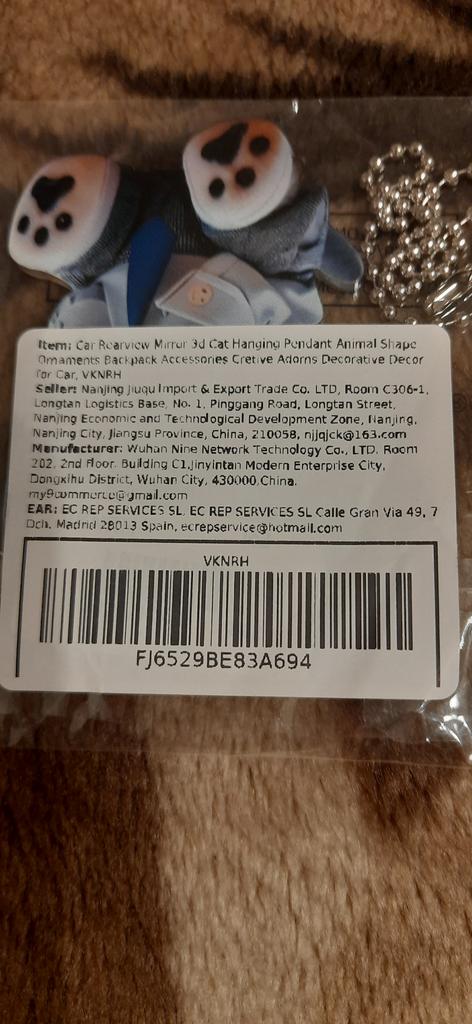 Item: Car Rearview Mirror 3d Cat Hanging Pendant Animal Shape
Ornaments Backpack Accessories Cretive Adorns Decorative Decor
for Car, VKNRH
Seller: Nanjing Jiuqu Import & Export Trade Co. LTD, Room C306-1,
Longtan Logistics Base, No. 1, Pinggang Road, Longtan Street,
Nanjing Economic and Technological Development Zone, Nanjing,
Nanjing City, Jiangsu Province, China, 210058, njjqjck@163.com
Manufacturer: Wuhan Nine Network Technology Co., LTD. Room
202, 2nd Floor, Building C1,Jinyintan Modern Enterprise City,
Dongxihu District, Wuhan City, 430000,China,
my9commerce@gmail.com
EAR: EC REP SERVICES SL, EC REP SERVICES SL Calle Gran Via 49, 7
Dch, Madrid 28013 Spain, ecrepservice@hotmail.com
VKNRH
FJ6529BE83A694